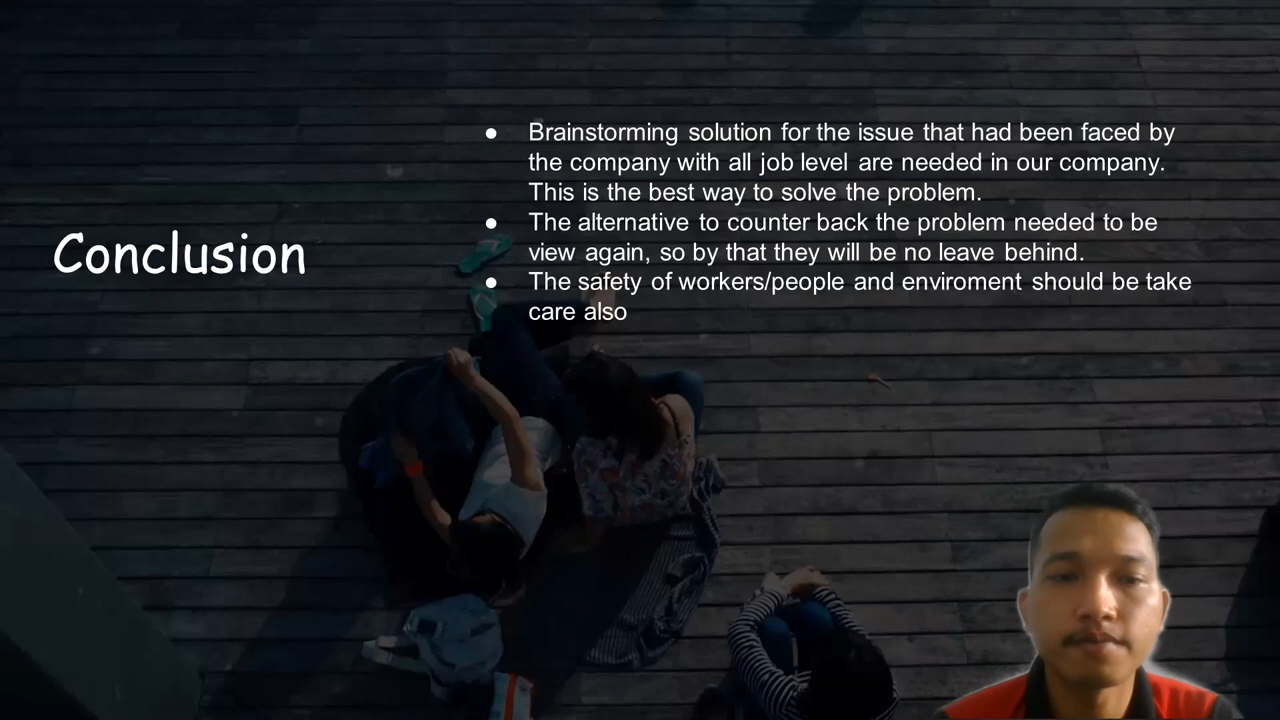 Conclusion
● Brainstorming solution for the issue that had been faced by
the company with all job level are needed in our company.
This is the best way to solve the problem.
● The alternative to counter back the problem needed to be
view again, so by that they will be no leave behind.
● The safety of workers/people and enviroment should be take
care also